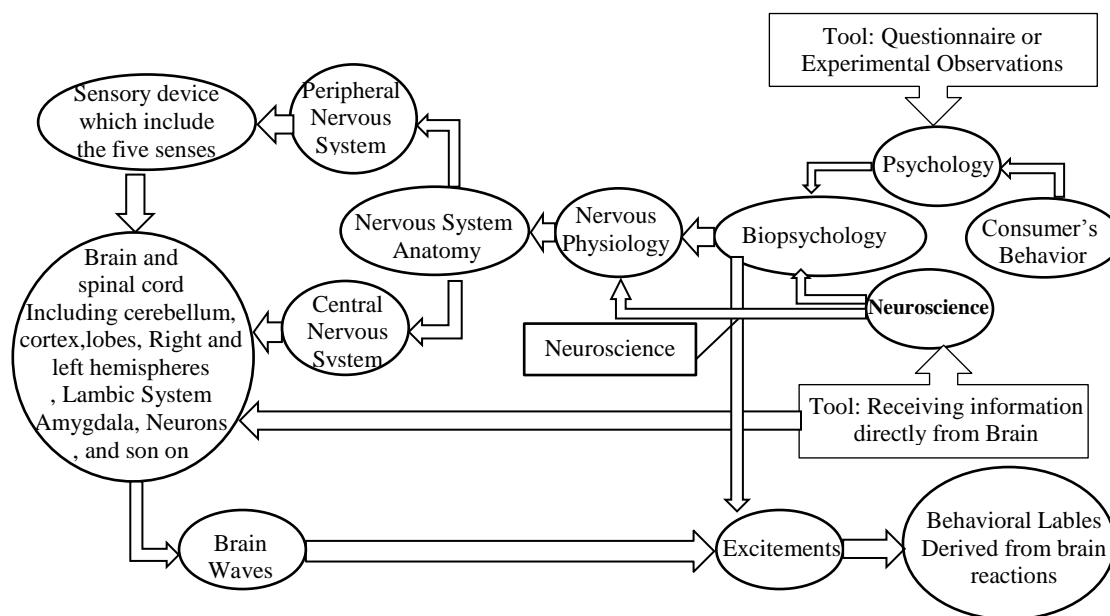 Tool: Questionnaire or
Experimental Observations
Sensory device
which include
the five senses
Peripheral
Nervous
System
Psychology
Nervous System
Anatomy
Nervous
Physiology
Biopsychology
Consumer's
Behavior
Brain and
spinal cord
Including cerebellum,
cortex,lobes, Right and
left hemispheres
, Lambic System
Amygdala, Neurons
, and son on
Central
Nervous
System
Neuroscience
Neuroscience
Tool: Receiving information
directly from Brain
Brain
Waves
Excitements
Behavioral Lables
Derived from brain
reactions